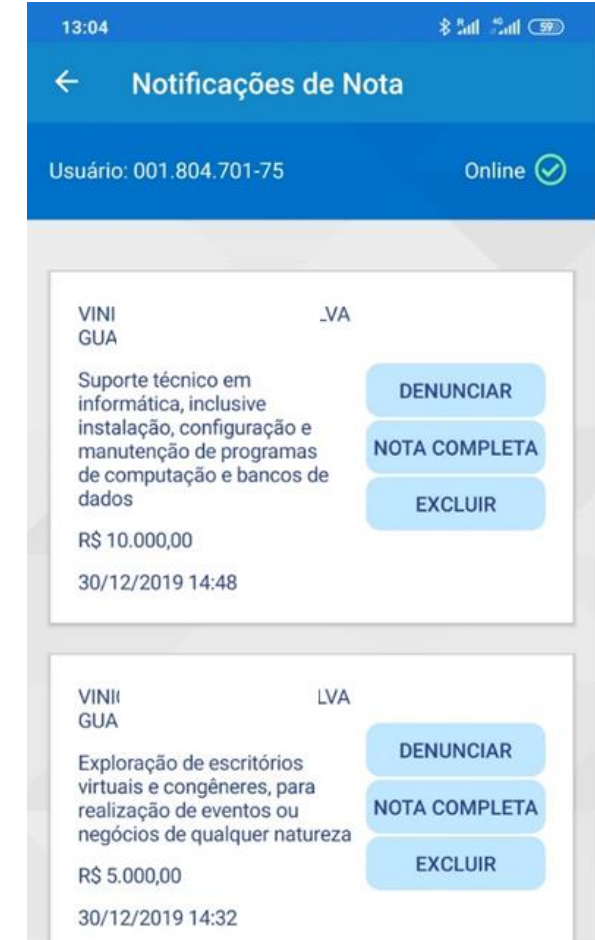 13:04
59
Notificações de Nota
Usuário: 001.804.701-75 Online
VINI _VA
GUA
Suporte técnico em
informática, inclusive
instalação, configuração e
manutenção de programas
de computação e bancos de
dados
R$ 10.000,00
30/12/2019 14:48
DENUNCIAR
NOTA COMPLETA
EXCLUIR
VINI LVA
GUA
Exploração de escritórios
virtuais e congêneres, para
realização de eventos ou
negócios de qualquer natureza
R$ 5.000,00
30/12/2019 14:32
DENUNCIAR
NOTA COMPLETA
EXCLUIR